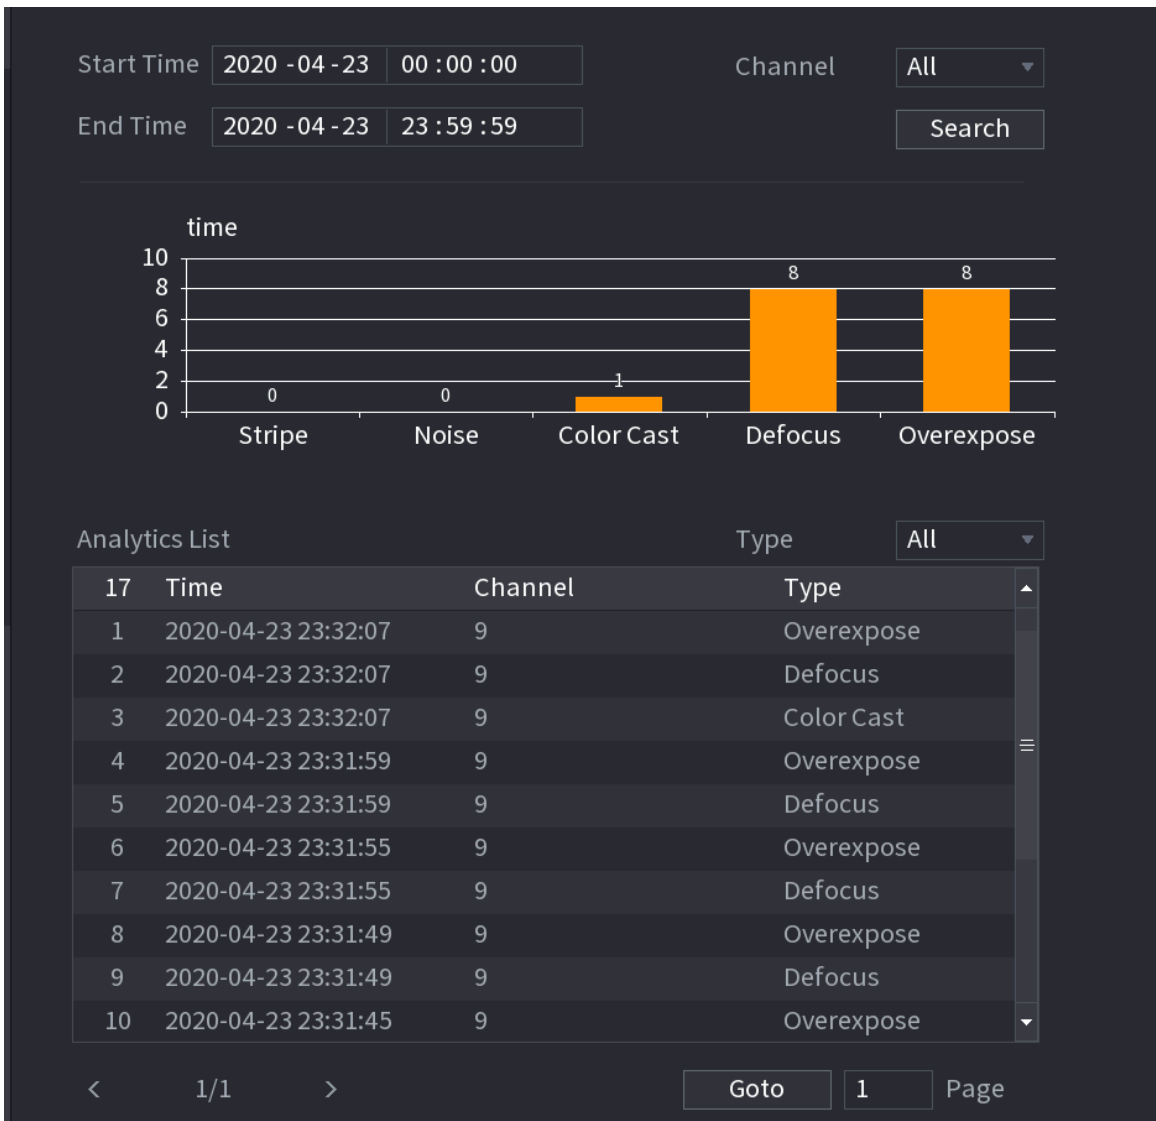 Start Time 2020 -04 -23 00 : 00 : 00 Channel All
End Time 2020 -04 -23 23 : 59 : 59 Search
time
10
8
6
4
2
0
0 0 1 8 8
Stripe Noise Color Cast Defocus Overexpose
Analytics List Type All
17 Time Channel Type
1 2020-04-23 23:32:07 9 Overexpose
2 2020-04-23 23:32:07 9 Defocus
3 2020-04-23 23:32:07 9 Color Cast
4 2020-04-23 23:31:59 9 Overexpose
5 2020-04-23 23:31:59 9 Defocus
6 2020-04-23 23:31:55 9 Overexpose
7 2020-04-23 23:31:55 9 Defocus
8 2020-04-23 23:31:49 9 Overexpose
9 2020-04-23 23:31:49 9 Defocus
10 2020-04-23 23:31:45 9 Overexpose
< 1/1 > Goto 1 Page